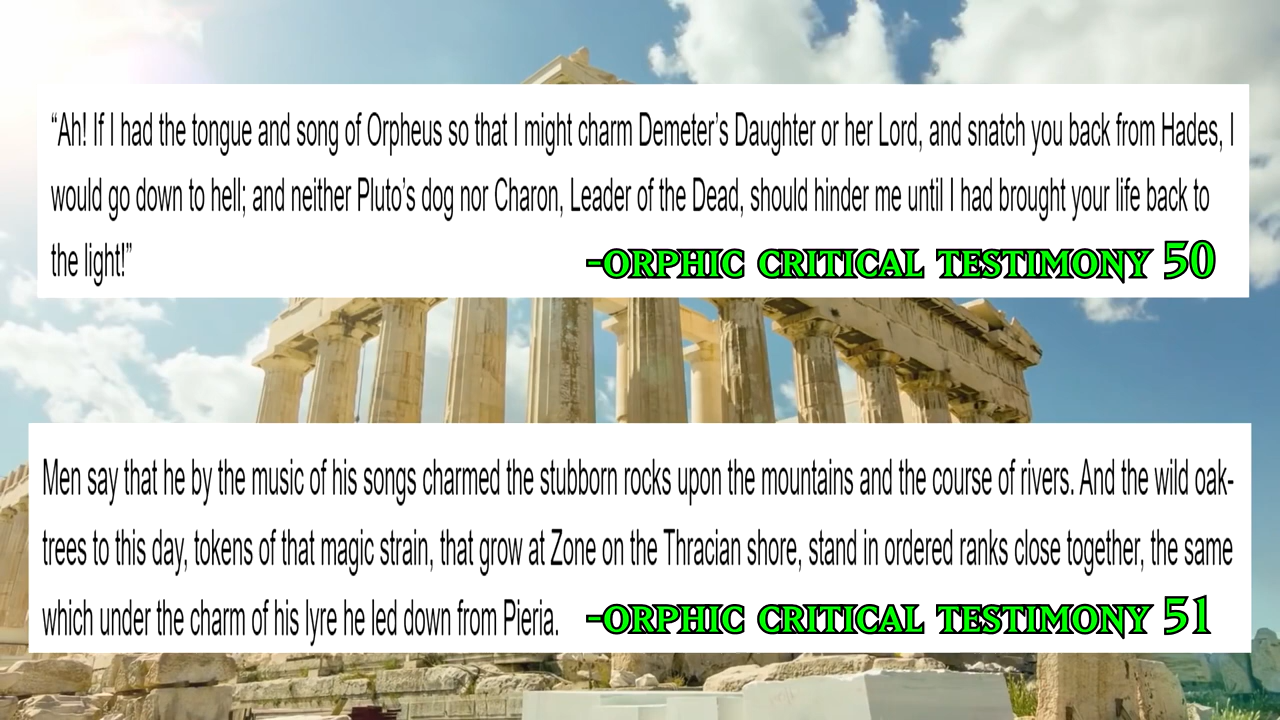 “Ah! If I had the tongue and song of Orpheus so that I might charm Demeter’s Daughter or her Lord, and snatch you back from Hades, I
would go down to hell; and neither Pluto’s dog nor Charon, Leader of the Dead, should hinder me until I had brought your life back to
the light!”
-ORPHIC CRITICAL TESTIMONY 50
Men say that he by the music of his songs charmed the stubborn rocks upon the mountains and the course of rivers. And the wild oak-
trees to this day, tokens of that magic strain, that grow at Zone on the Thracian shore, stand in ordered ranks close together, the same
which under the charm of his lyre he led down from Pieria.
-ORPHIC CRITICAL TESTIMONY 51